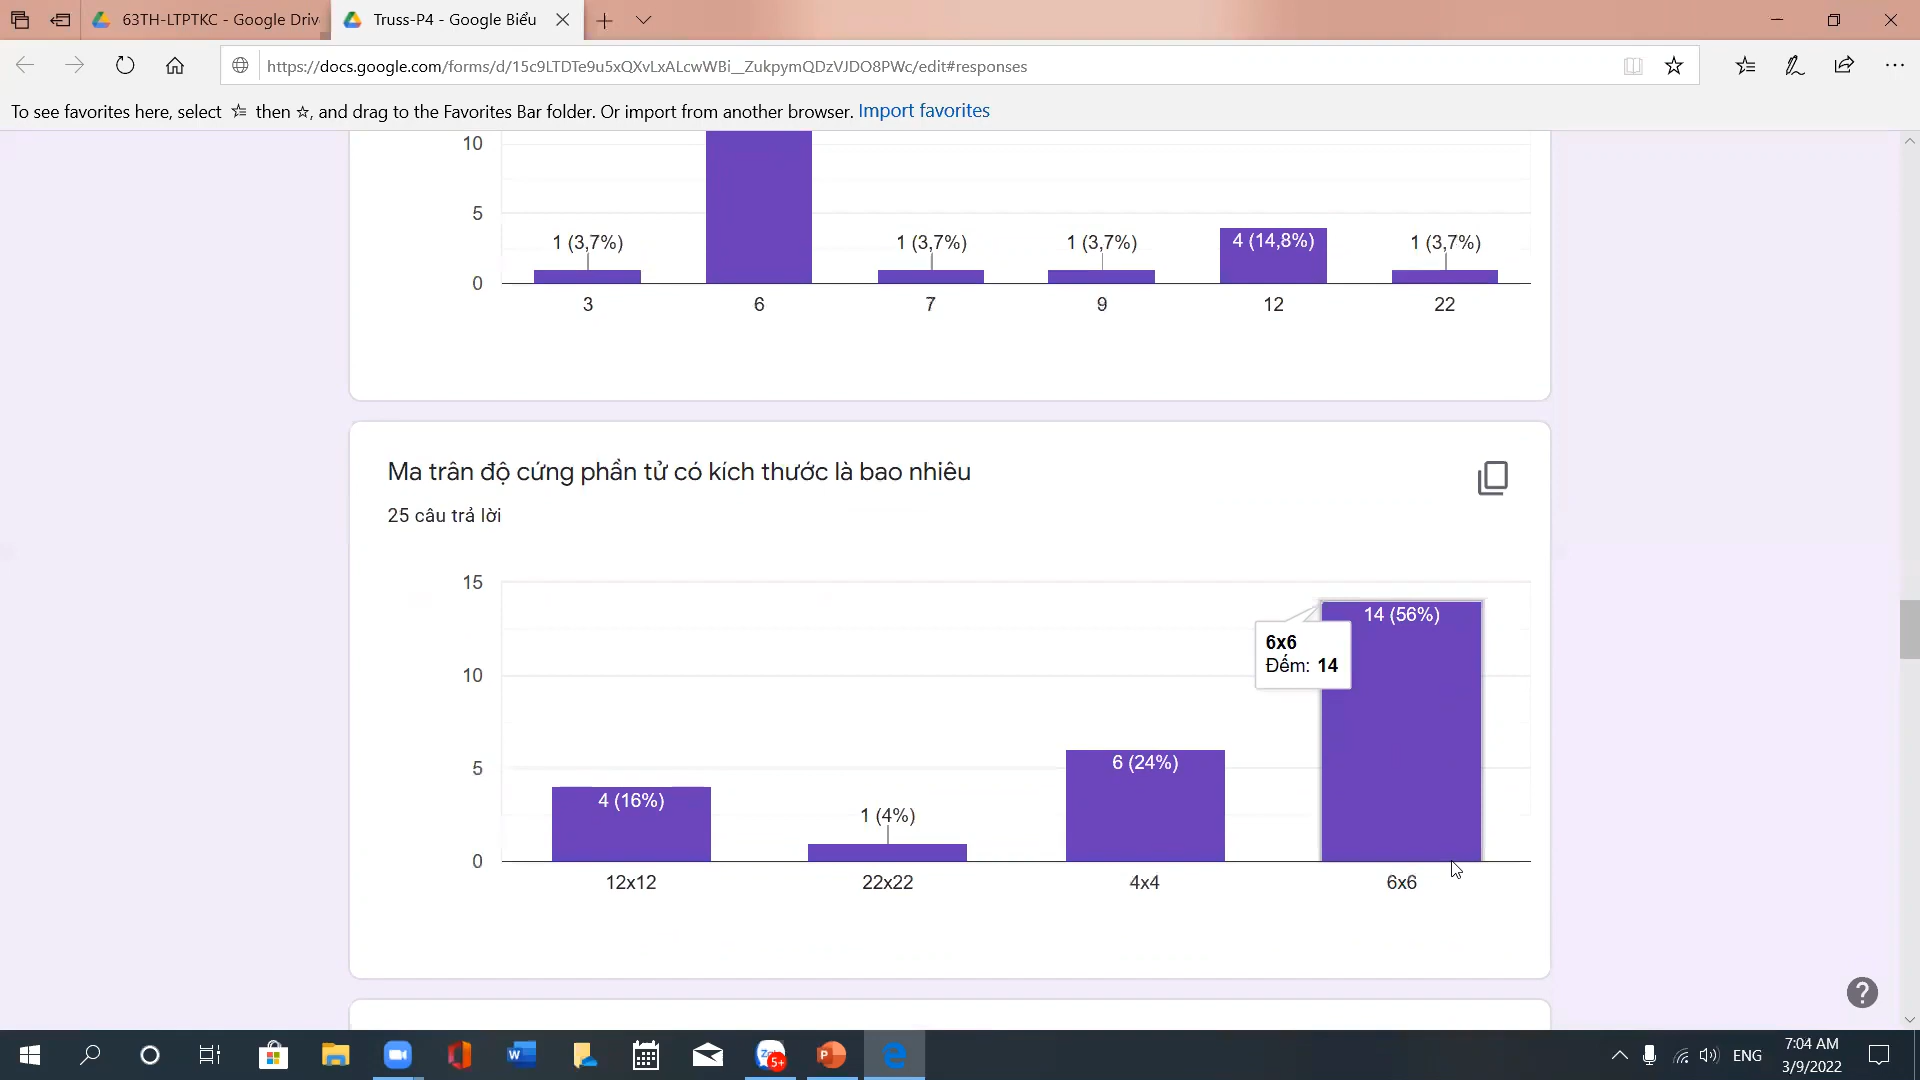 63TH-LTPTKC - Google Driv
Truss-P4 - Google Biểu
https://docs.google.com/forms/d/15c9LTDTe9u5xQXvLxALcwWBi__ZukpymQDzVJDO8PWc/edit#responses
To see favorites here, select then ☆, and drag to the Favorites Bar folder. Or import from another browser. Import favorites
10
5
0
1 (3,7%)
1 (3,7%)
1 (3,7%)
4 (14,8%)
1 (3,7%)
3
6
7
9
12
22
Ma trân độ cứng phần tử có kích thước là bao nhiêu
25 câu trả lời
15
10
5
0
4 (16%)
1 (4%)
6 (24%)
14 (56%)
6x6
Đếm: 14
12x12
22x22
4x4
6x6
5+
ENG
7:04 AM
3/9/2022